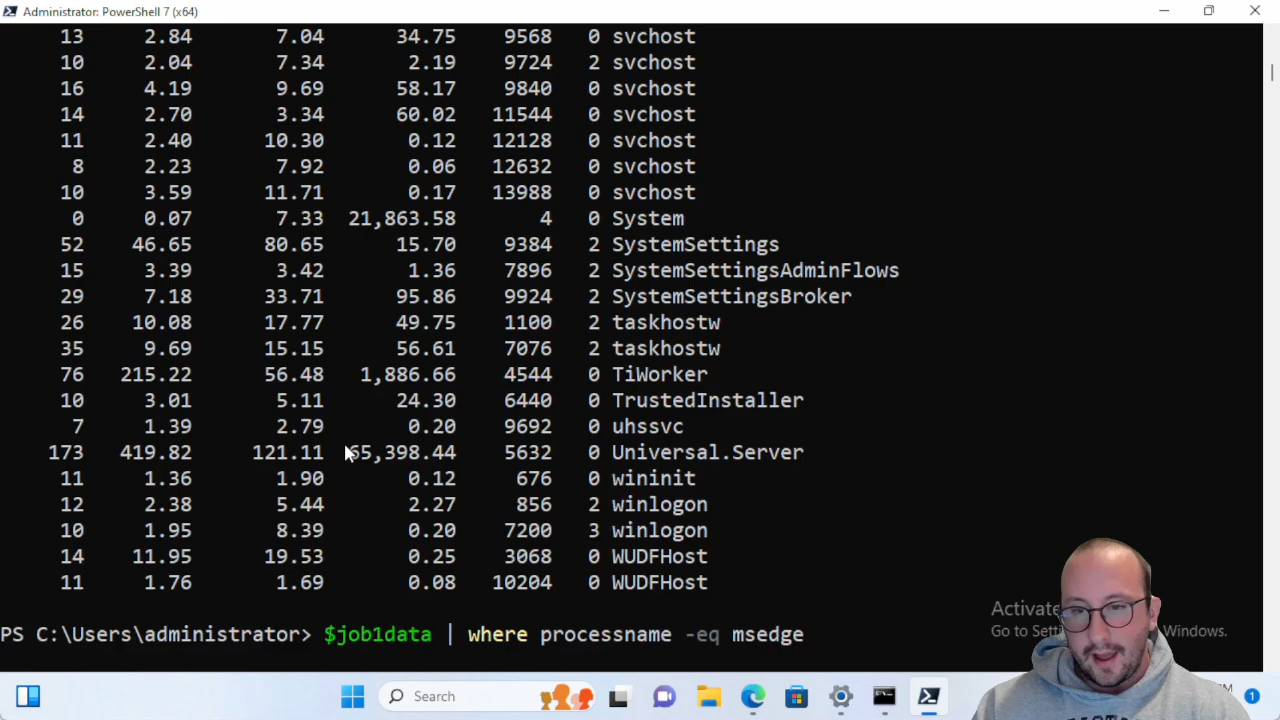 Administrator: PowerShell 7 (x64)
13 2.84 7.04 34.75 9568 0 svchost
10 2.04 7.34 2.19 9724 2 svchost
16 4.19 9.69 58.17 9840 0 svchost
14 2.70 3.34 60.02 11544 0 svchost
11 2.40 10.30 0.12 12128 0 svchost
8 2.23 7.92 0.06 12632 0 svchost
10 3.59 11.71 0.17 13988 0 svchost
0 0.07 7.33 21,863.58 4 0 System
52 46.65 80.65 15.70 9384 2 SystemSettings
15 3.39 3.42 1.36 7896 2 SystemSettingsAdminFlows
29 7.18 33.71 95.86 9924 2 SystemSettingsBroker
26 10.08 17.77 49.75 1100 2 taskhostw
35 9.69 15.15 56.61 7076 2 taskhostw
76 215.22 56.48 1,886.66 4544 0 TiWorker
10 3.01 5.11 24.30 6440 0 TrustedInstaller
7 1.39 2.79 0.20 9692 0 uhssvc
173 419.82 121.11 65,398.44 5632 0 Universal.Server
11 1.36 1.90 0.12 676 0 wininit
12 2.38 5.44 2.27 856 2 winlogon
10 1.95 8.39 0.20 7200 3 winlogon
14 11.95 19.53 0.25 3068 0 WUDFHost
11 1.76 1.69 0.08 10204 0 WUDFHost
PS C:\Users\administrator> $job1data | where processname -eq msedge
Activate
Go to Setti Windows.
Search
1